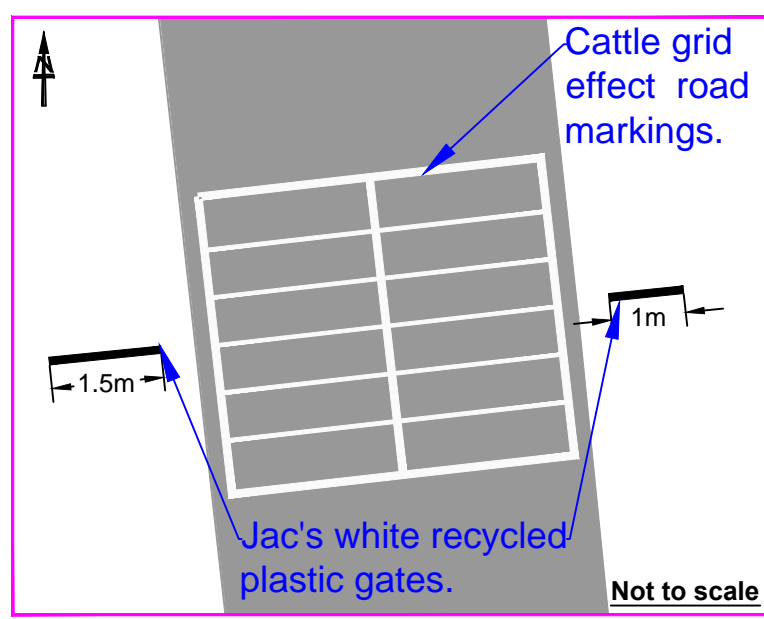 N
Cattle grid
effect road
markings.
1m
1.5m
Jac's white recycled
plastic gates.
Not to scale